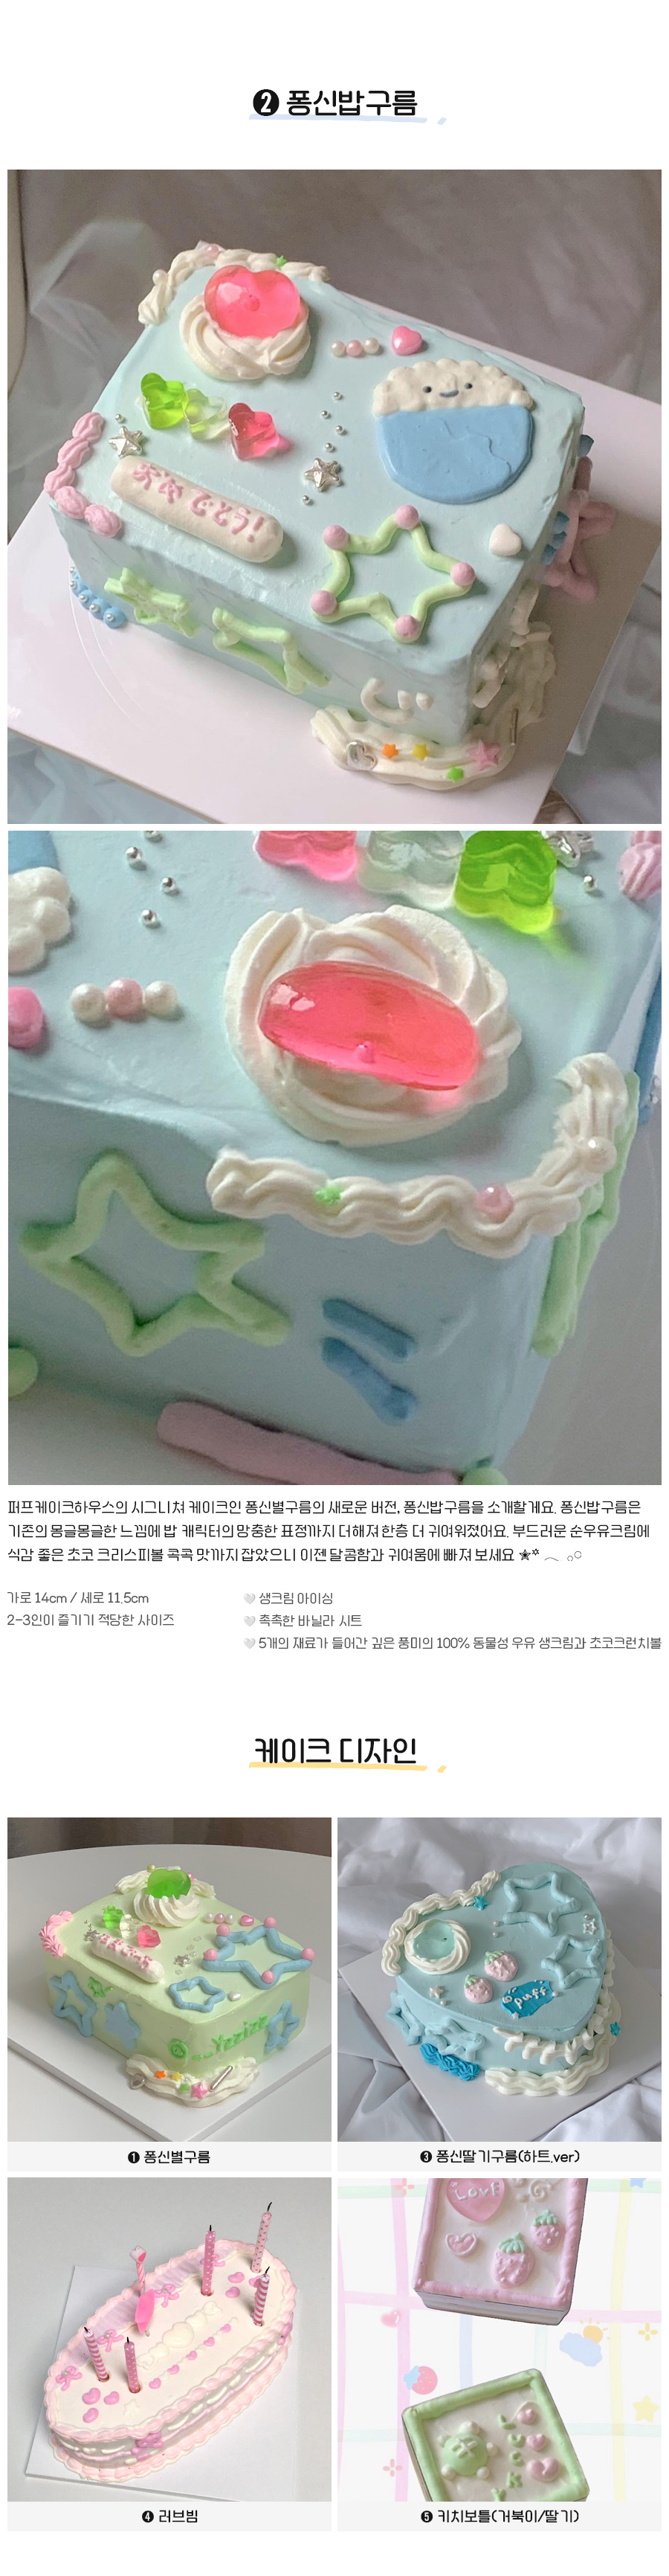 ❷ 퐁신밥구름
おめでとう!
퍼프케이크하우스의 시그니쳐 케이크인 퐁신별구름의 새로운 버전, 퐁신밥구름을 소개할게요. 퐁신밥구름은
기존의 몽글몽글한 느낌에 밥 캐릭터의 맘충한 표정까지 더해져 한층 더 귀여워졌어요. 부드러운 순우유크림에
식감 좋은 초코 크리스피볼 콕콕 맛까지 잡았으니 이젠 달콤함과 귀여움에 빠져 보세요
가로 14cm / 세로 11.5cm
2-3인이 즐기기 적당한 사이즈
🤍 생크림 아이싱
🤍 촉촉한 바닐라 시트
🤍 5개의 재료가 들어간 깊은 풍미의 100% 동물성 우유 생크림과 초코크런치볼
케이크 디자인
puff
❶ 퐁신별구름
❸ 퐁신딸기구름(하트.ver)
LOVE
❹ 러브빔
❺ 키치보틀(거북이/딸기)